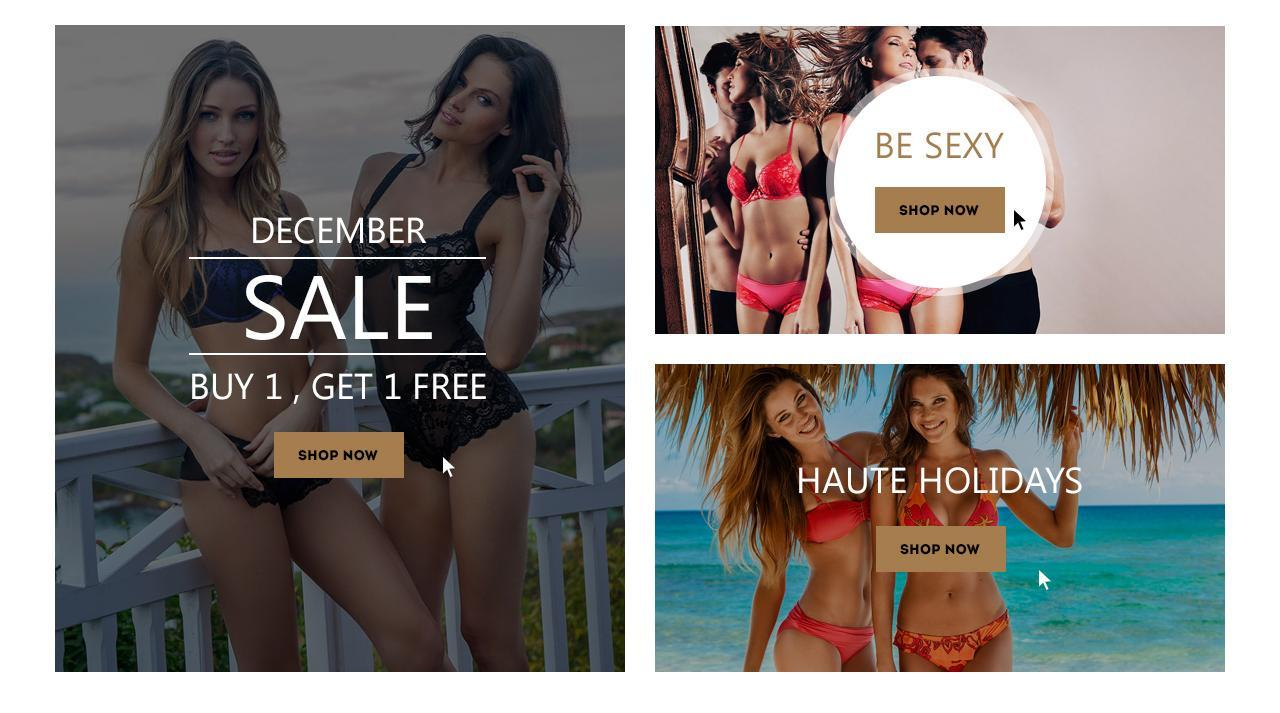 DECEMBER
SALE
BUY 1 , GET 1 FREE
SHOP NOW
BE SEXY
SHOP NOW
HAUTE HOLIDAYS
SHOP NOW